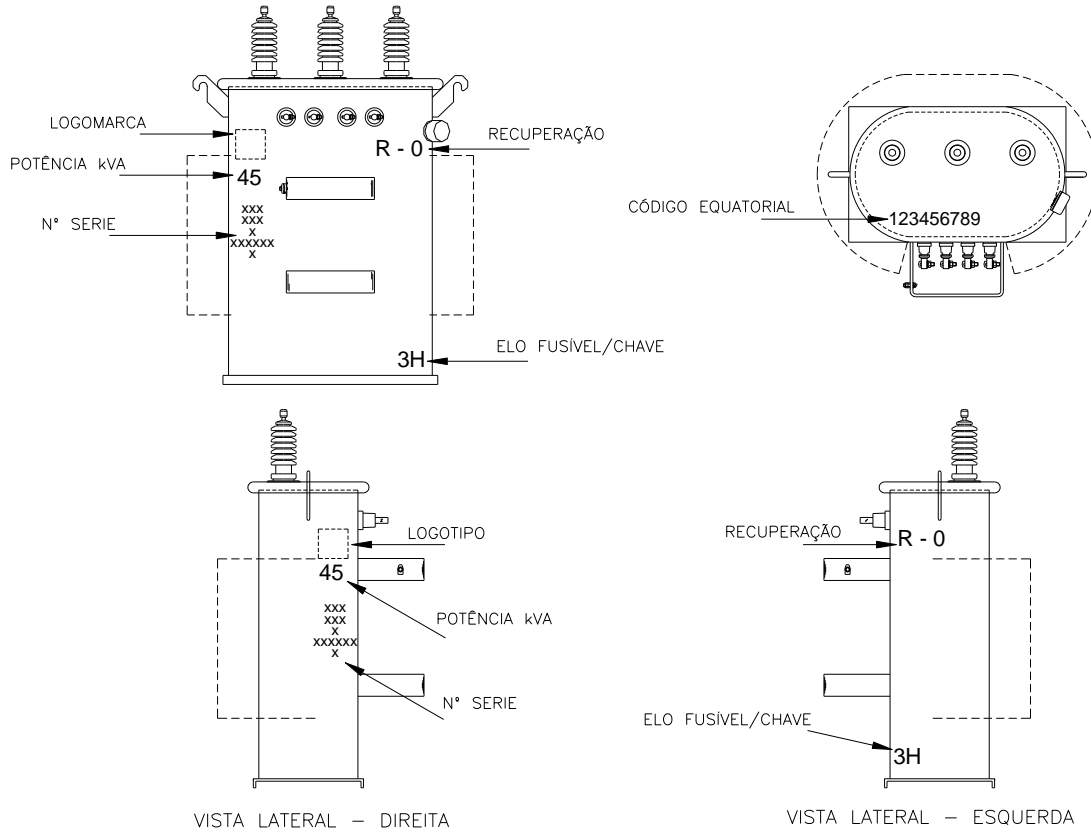 LOGOMARCA
RECUPERAÇÃO
R - 0
POTÊNCIA kVA
45
N° SERIE
xxx
xxx
x
xxxxxx
x
ELO FUSÍVEL/CHAVE
3H
CÓDIGO EQUATORIAL
123456789
LOGOTIPO
45
POTÊNCIA kVA
xxx
xxx
x
xxxxxx
x
N° SERIE
VISTA LATERAL – DIREITA
RECUPERAÇÃO
R - 0
ELO FUSÍVEL/CHAVE
3H
VISTA LATERAL – ESQUERDA